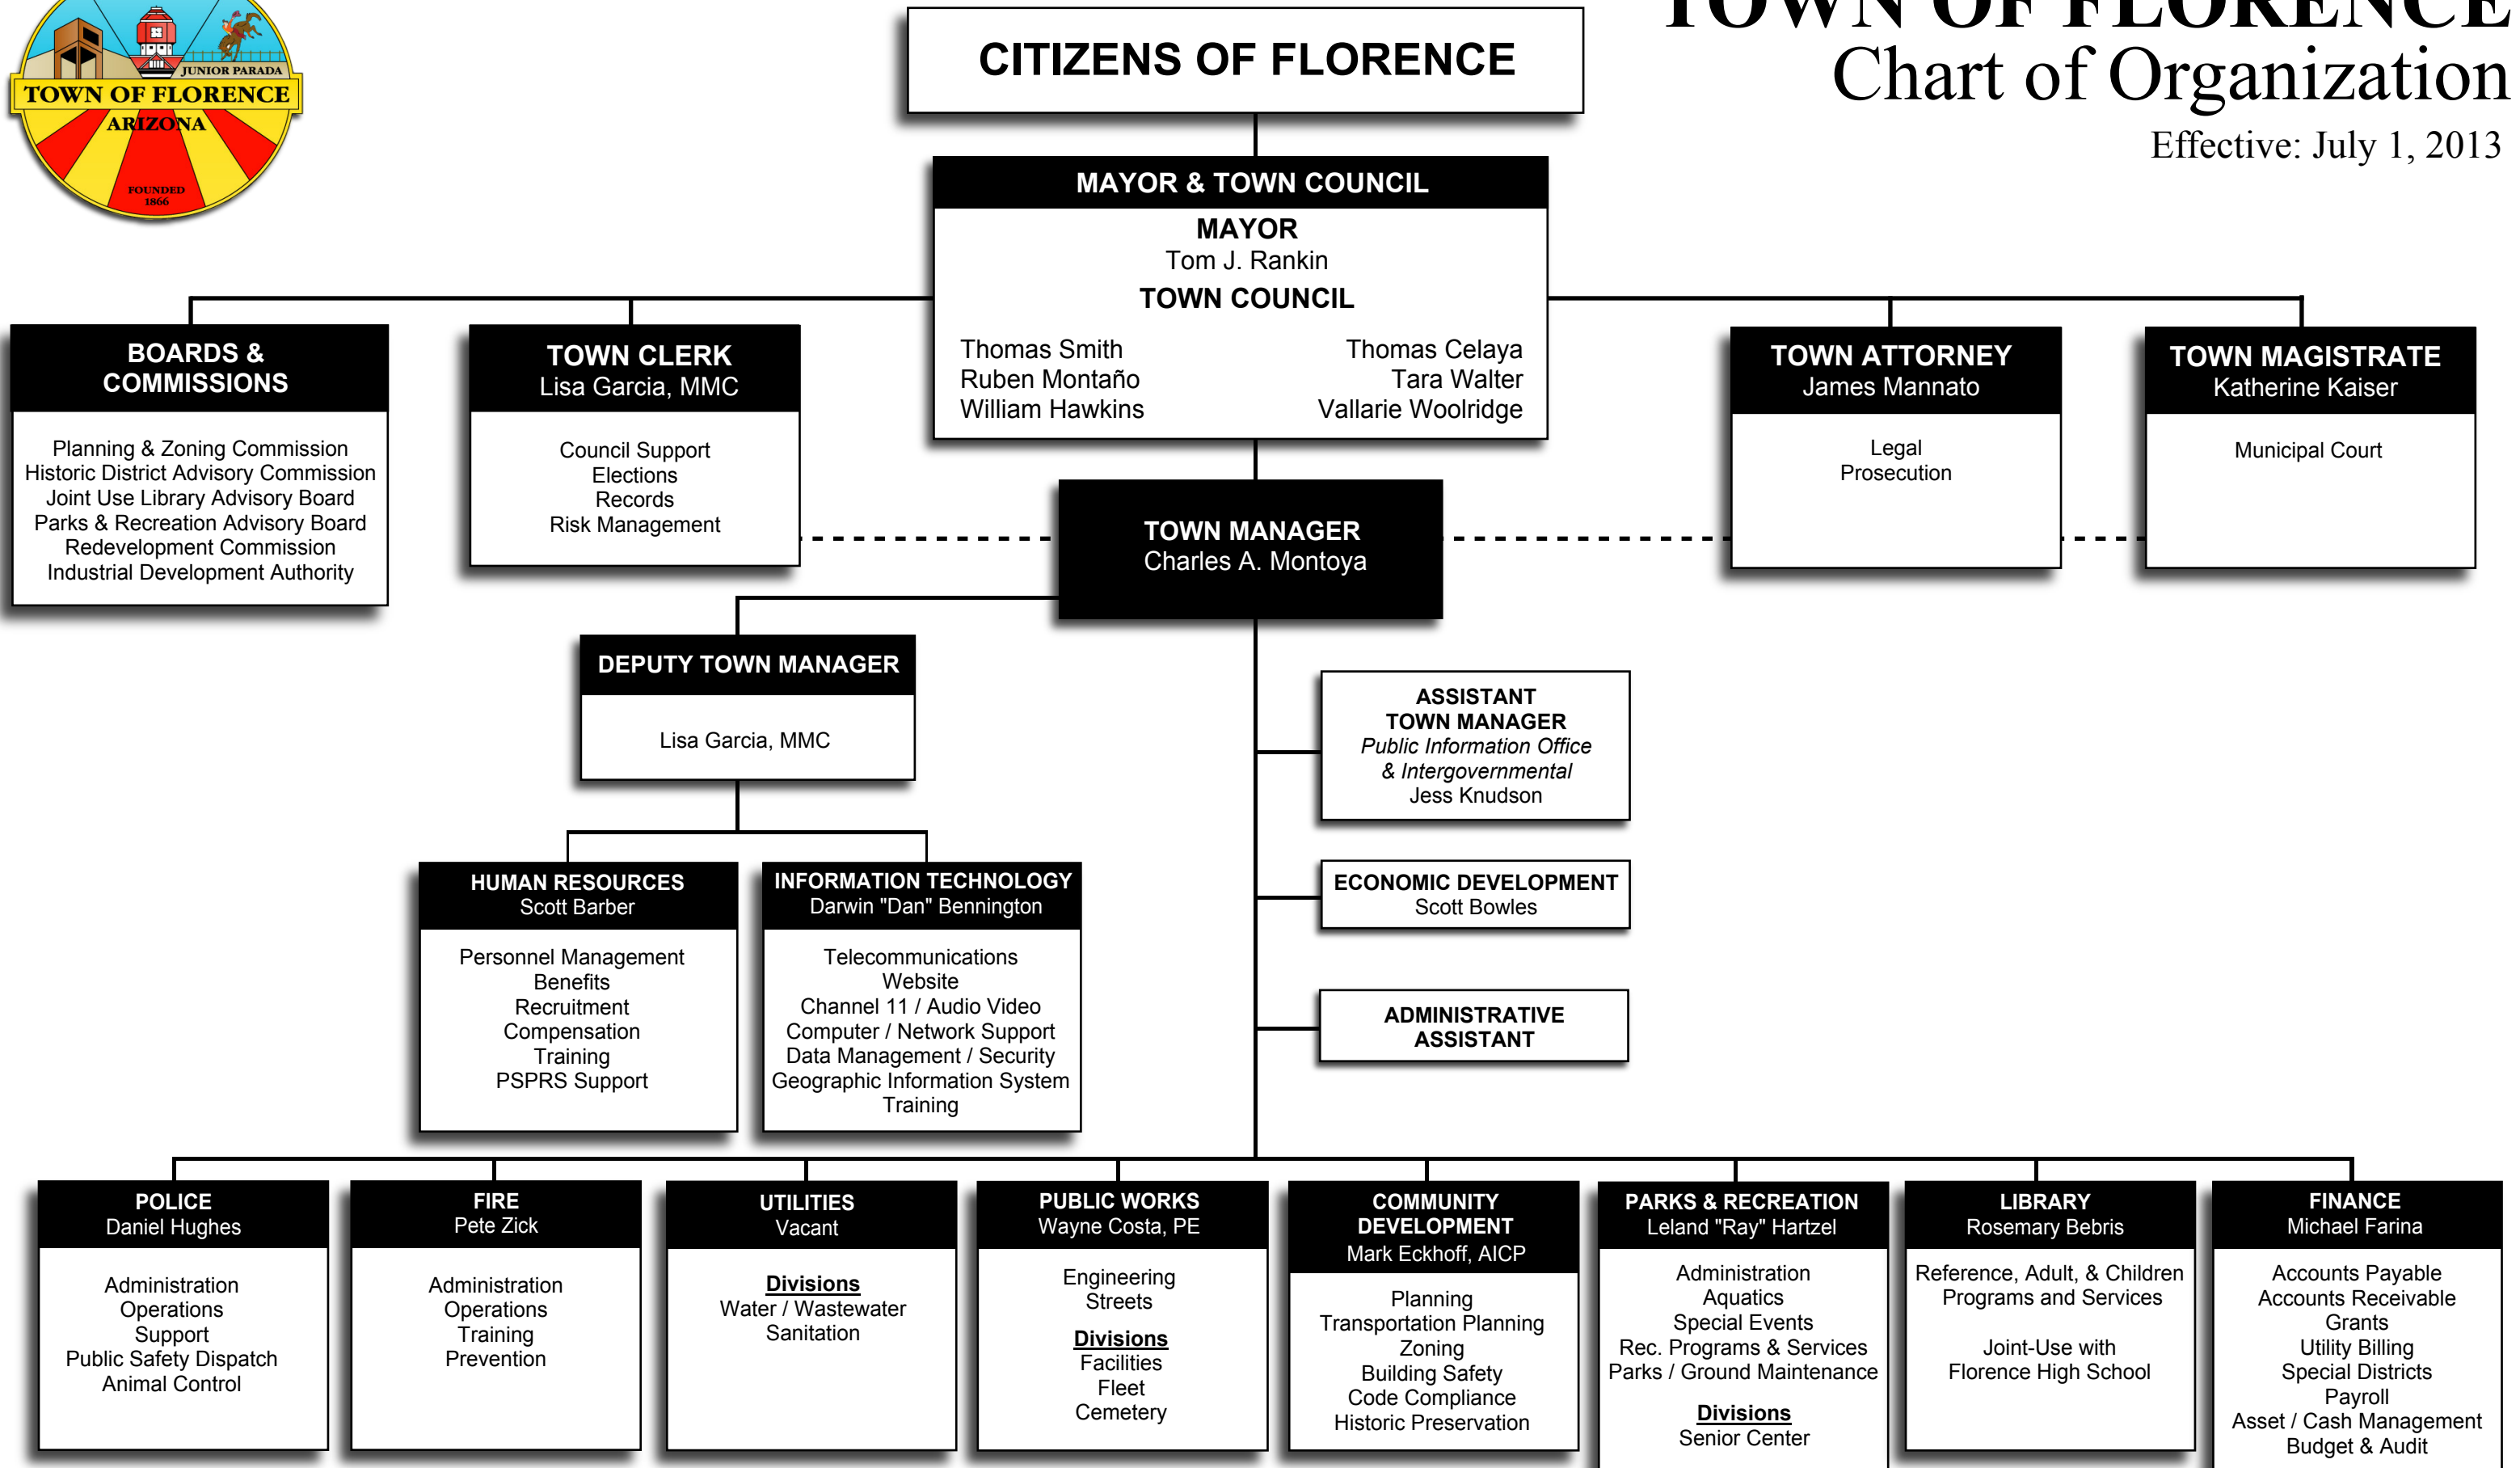 JUNIOR PARADA
TOWN OF FLORENCE
ARIZONA
FOUNDED
1866
TOWN OF FLORENCE
Chart of Organization
Effective: July 1, 2013
CITIZENS OF FLORENCE
MAYOR & TOWN COUNCIL
MAYOR
Tom J. Rankin
TOWN COUNCIL
Thomas Smith
Ruben Montaño
William Hawkins
Thomas Celaya
Tara Walter
Vallarie Woolridge
BOARDS &
COMMISSIONS
Planning & Zoning Commission
Historic District Advisory Commission
Joint Use Library Advisory Board
Parks & Recreation Advisory Board
Redevelopment Commission
Industrial Development Authority
TOWN CLERK
Lisa Garcia, MMC
Council Support
Elections
Records
Risk Management
TOWN ATTORNEY
James Mannato
Legal
Prosecution
TOWN MAGISTRATE
Katherine Kaiser
Municipal Court
TOWN MANAGER
Charles A. Montoya
DEPUTY TOWN MANAGER
Lisa Garcia, MMC
ASSISTANT
TOWN MANAGER
Public Information Office
& Intergovernmental
Jess Knudson
ECONOMIC DEVELOPMENT
Scott Bowles
ADMINISTRATIVE
ASSISTANT
HUMAN RESOURCES
Scott Barber
Personnel Management
Benefits
Recruitment
Compensation
Training
PSPRS Support
INFORMATION TECHNOLOGY
Darwin "Dan" Bennington
Telecommunications
Website
Channel 11 / Audio Video
Computer / Network Support
Data Management / Security
Geographic Information System
Training
POLICE
Daniel Hughes
Administration
Operations
Support
Public Safety Dispatch
Animal Control
FIRE
Pete Zick
Administration
Operations
Training
Prevention
UTILITIES
Vacant
Divisions
Water / Wastewater
Sanitation
PUBLIC WORKS
Wayne Costa, PE
Engineering
Streets
Divisions
Facilities
Fleet
Cemetery
COMMUNITY
DEVELOPMENT
Mark Eckhoff, AICP
Planning
Transportation Planning
Zoning
Building Safety
Code Compliance
Historic Preservation
PARKS & RECREATION
Leland "Ray" Hartzel
Administration
Aquatics
Special Events
Rec. Programs & Services
Parks / Ground Maintenance
Divisions
Senior Center
LIBRARY
Rosemary Bebris
Reference, Adult, & Children
Programs and Services
Joint-Use with
Florence High School
FINANCE
Michael Farina
Accounts Payable
Accounts Receivable
Grants
Utility Billing
Special Districts
Payroll
Asset / Cash Management
Budget & Audit